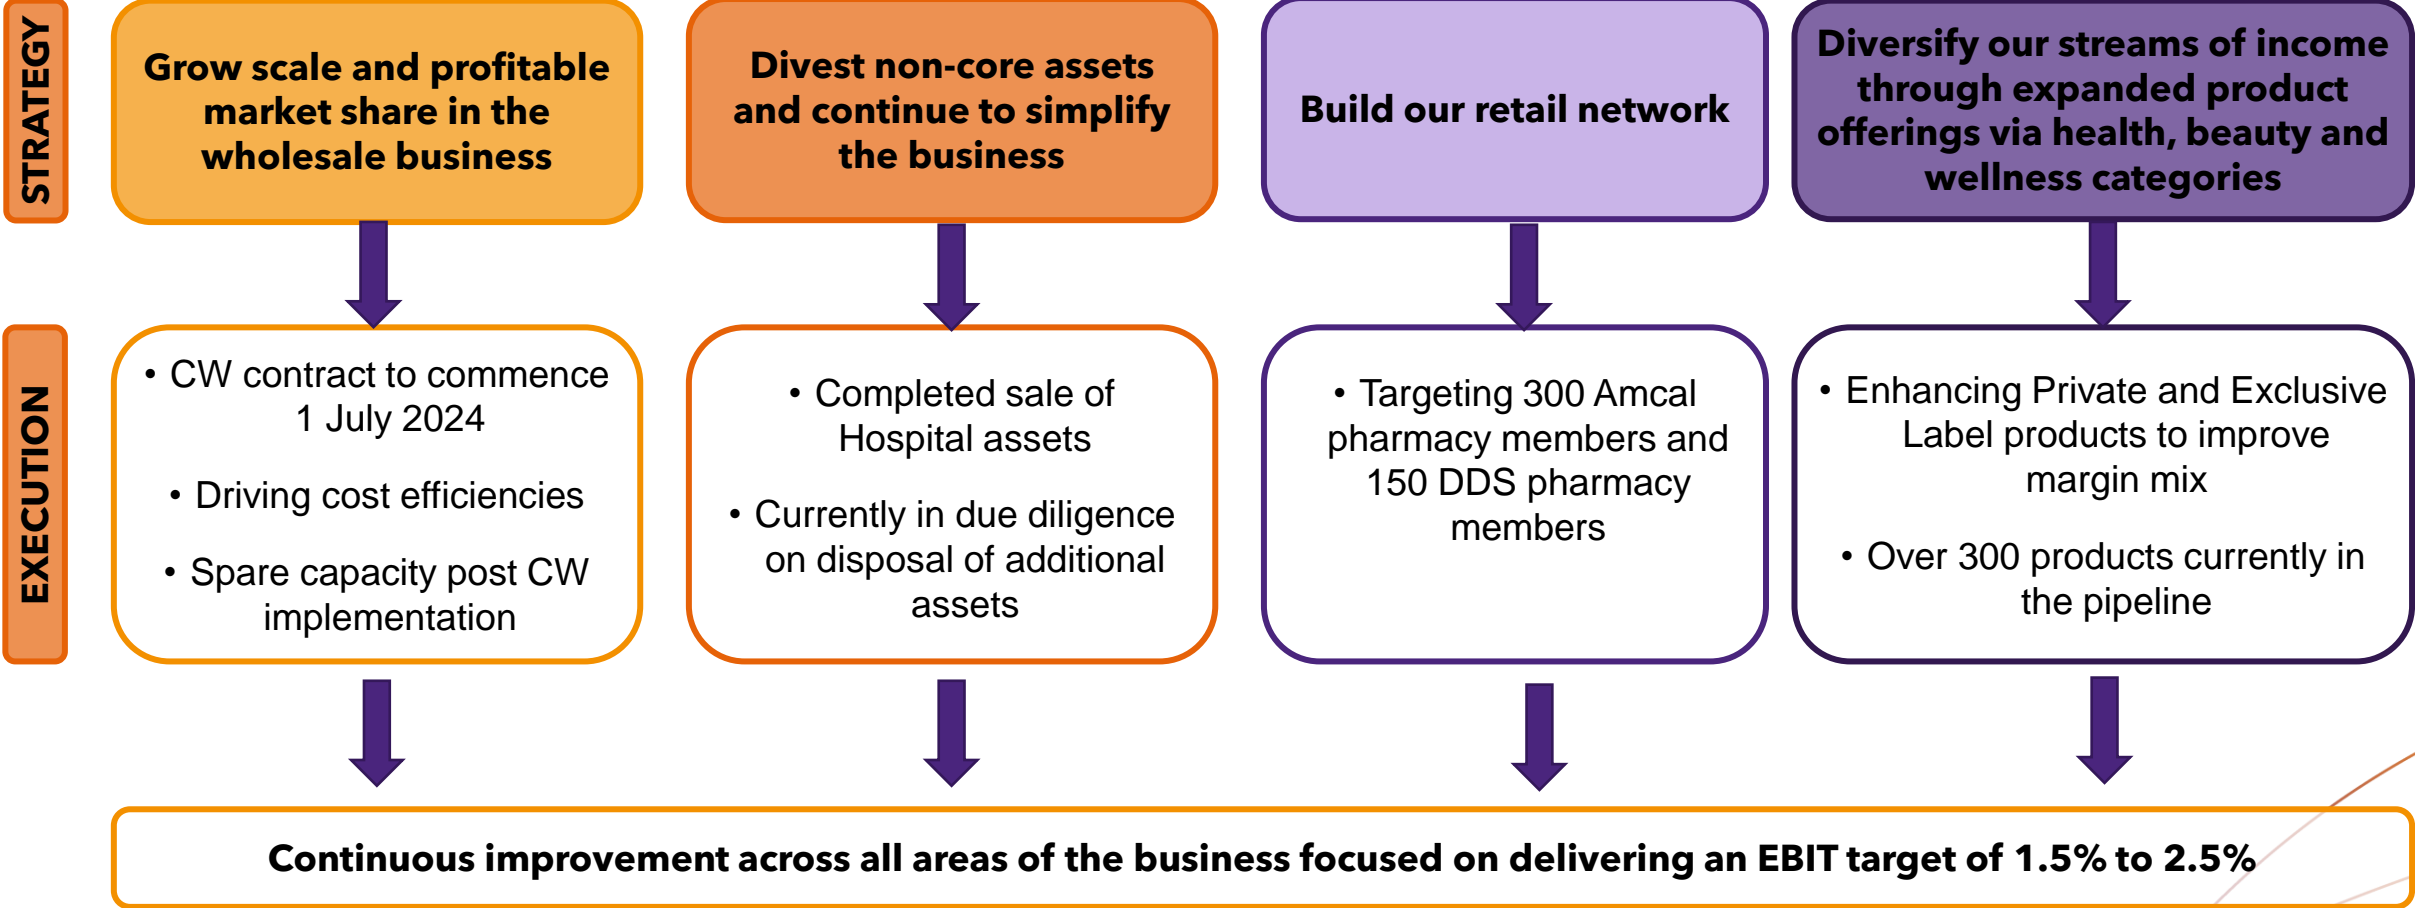 STRATEGY
Grow scale and profitable
market share in the
wholesale business
Divest non-core assets
and continue to simplify
the business
Build our retail network
Diversify our streams of income
through expanded product
offerings via health, beauty and
wellness categories
EXECUTION
• CW contract to commence
1 July 2024
• Driving cost efficiencies
• Spare capacity post CW
implementation
• Completed sale of
Hospital assets
• Currently in due diligence
on disposal of additional
assets
• Targeting 300 Amcal
pharmacy members and
150 DDS pharmacy
members
• Enhancing Private and Exclusive
Label products to improve
margin mix
• Over 300 products currently in
the pipeline
Continuous improvement across all areas of the business focused on delivering an EBIT target of 1.5% to 2.5%